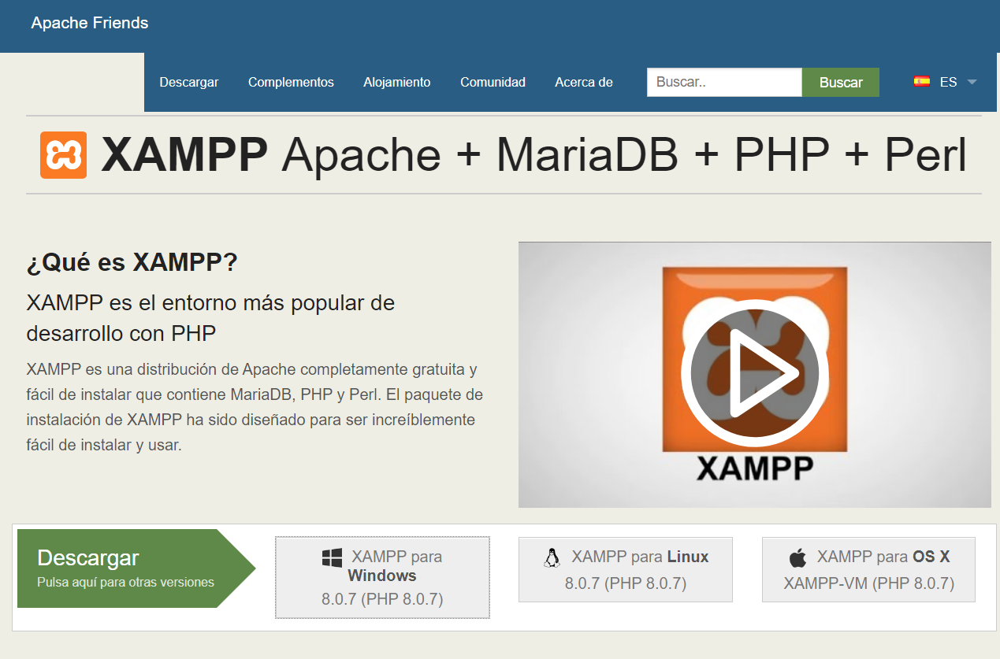 Apache Friends
Descargar Complementos Alojamiento Comunidad Acerca de Buscar.. Buscar ES
XAMPP Apache + MariaDB + PHP + Perl
¿Qué es XAMPP?
XAMPP es el entorno más popular de
desarrollo con PHP
XAMPP es una distribución de Apache completamente gratuita y
fácil de instalar que contiene MariaDB, PHP y Perl. El paquete de
instalación de XAMPP ha sido diseñado para ser increíblemente
fácil de instalar y usar.
XAMPP
Descargar
Pulsa aquí para otras versiones
XAMPP para
Windows
8.0.7 (PHP 8.0.7)
XAMPP para Linux
8.0.7 (PHP 8.0.7)
XAMPP para OS X
XAMPP-VM (PHP 8.0.7)